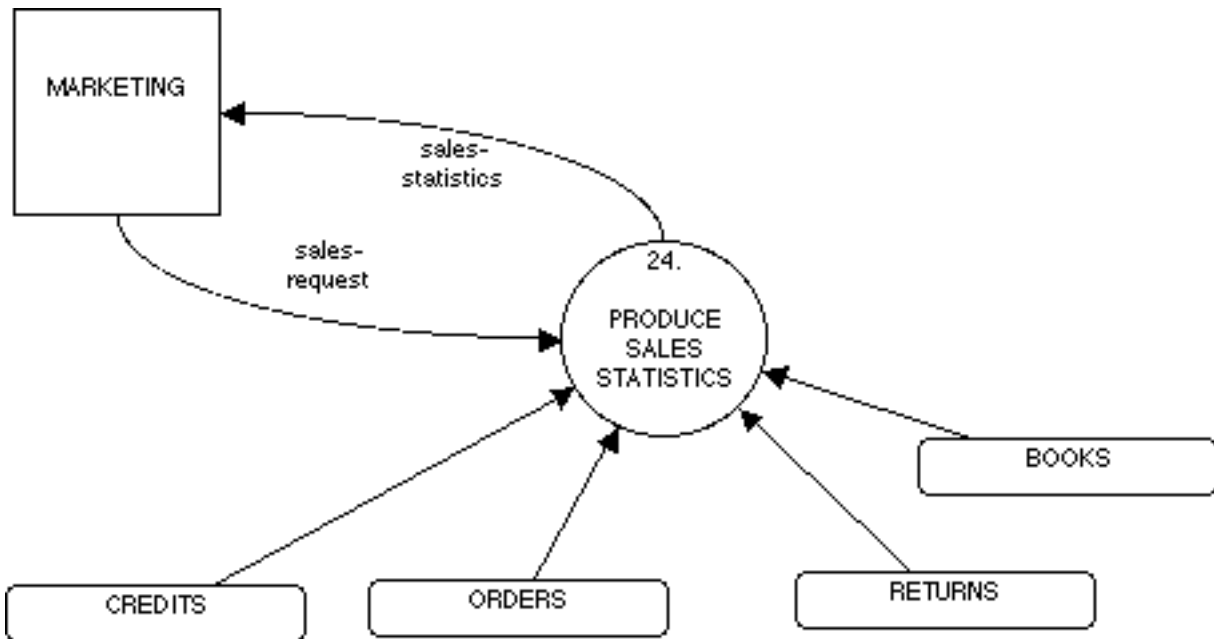 MARKETING
sales-
statistics
sales-
request
24.
PRODUCE
SALES
STATISTICS
BOOKS
CREDITS
ORDERS
RETURNS